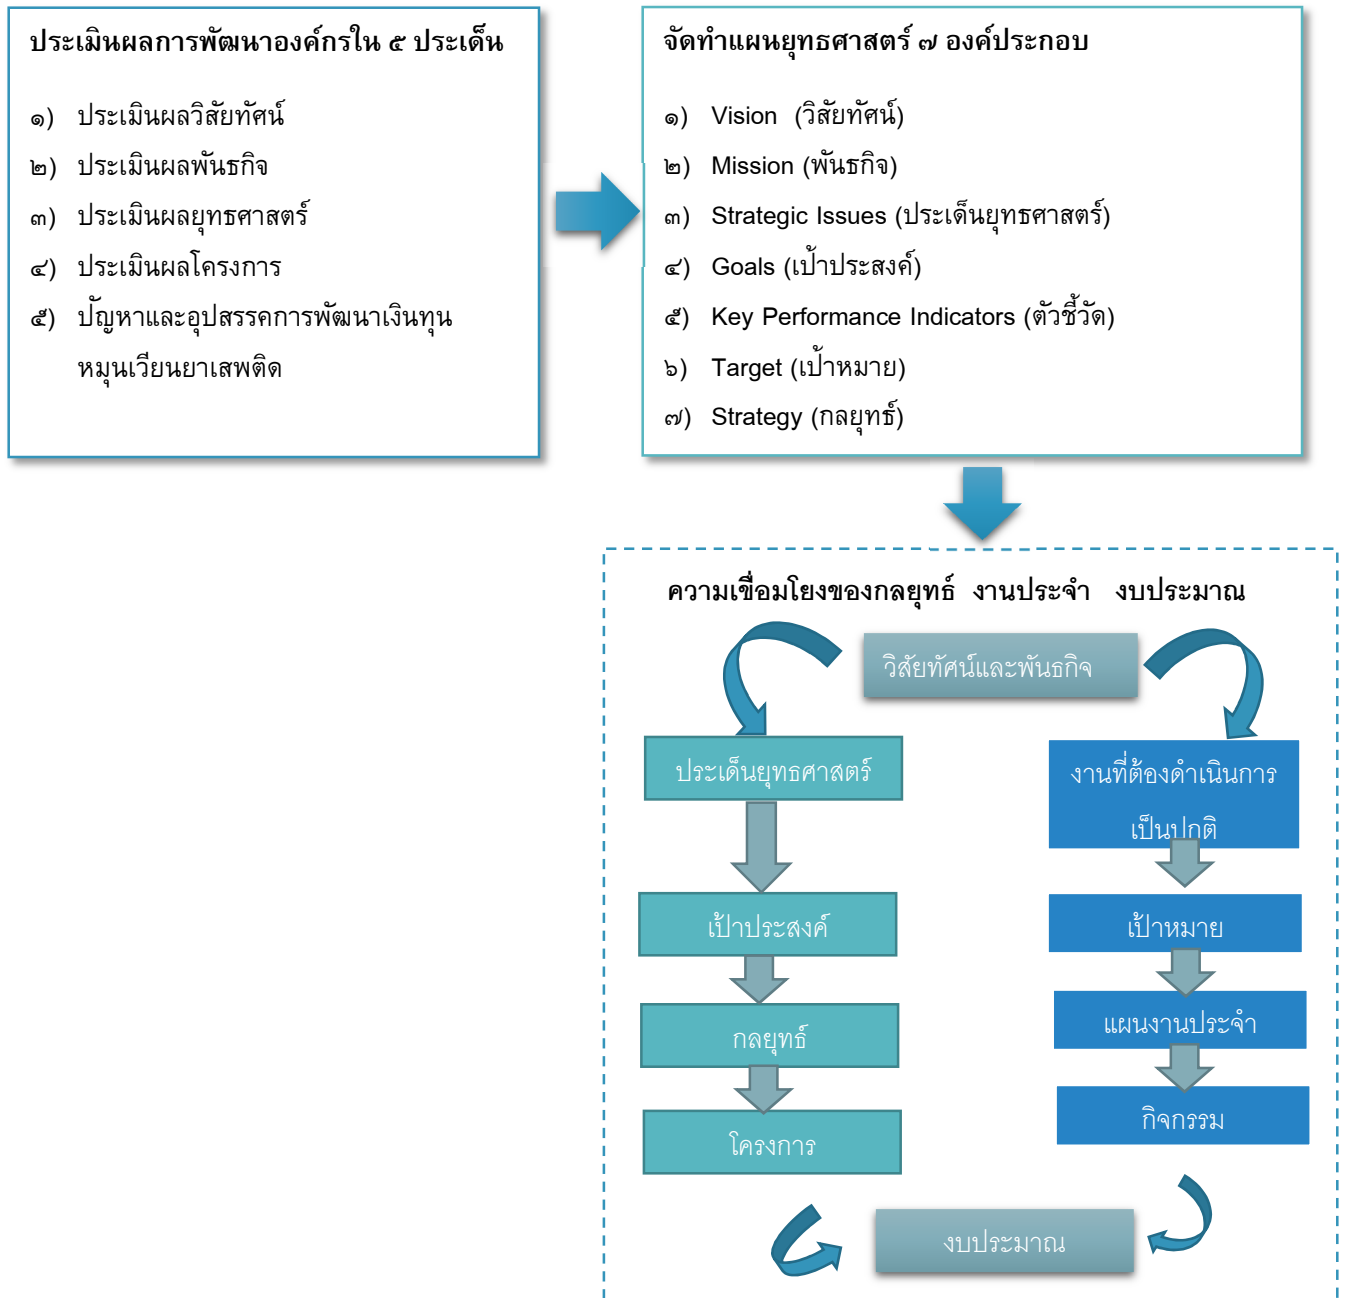 ประเมินผลการพัฒนาองค์กรใน ๕ ประเด็น
๑) ประเมินผลวิสัยทัศน์
๒) ประเมินผลพันธกิจ
๓) ประเมินผลยุทธศาสตร์
๔) ประเมินผลโครงการ
๕) ปัญหาและอุปสรรคการพัฒนาเงินทุน
หมุนเวียนยาเสพติด
จัดทำแผนยุทธศาสตร์ ๗ องค์ประกอบ
๑) Vision (วิสัยทัศน์)
๒) Mission (พันธกิจ)
๓) Strategic Issues (ประเด็นยุทธศาสตร์)
๔) Goals (เป้าประสงค์)
๕) Key Performance Indicators (ตัวชี้วัด)
๖) Target (เป้าหมาย)
๗) Strategy (กลยุทธ์)
ความเชื่อมโยงของกลยุทธ์ งานประจำ งบประมาณ
วิสัยทัศน์และพันธกิจ
ประเด็นยุทธศาสตร์
เป้าประสงค์
กลยุทธ์
โครงการ
งานที่ต้องดำเนินการ
เป็นปกติ
เป้าหมาย
แผนงานประจำ
กิจกรรม
งบประมาณ